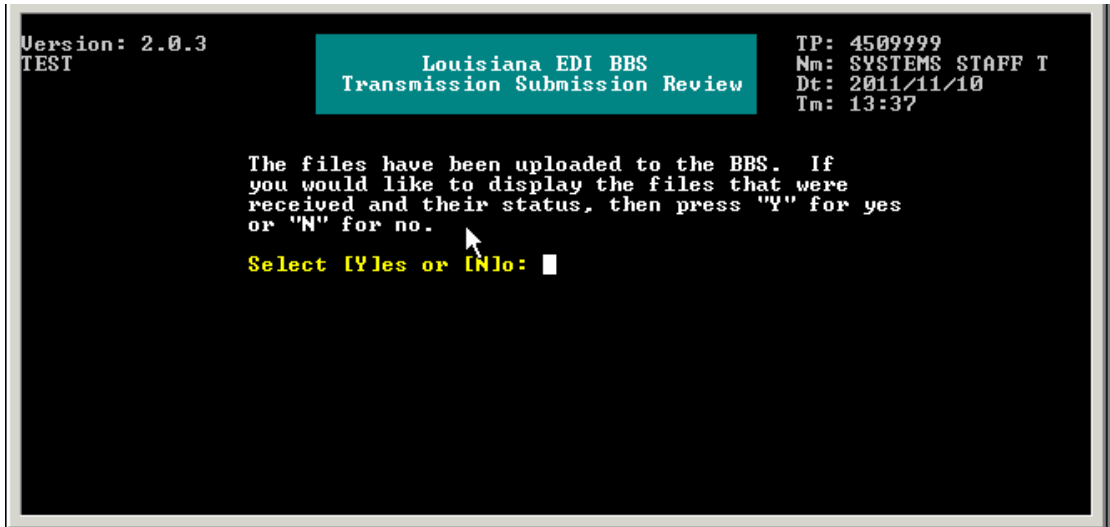 Version: 2.0.3
TEST
Louisiana EDI BBS
Transmission Submission Review
TP: 4509999
Nm: SYSTEMS STAFF T
Dt: 2011/11/10
Tm: 13:37
The files have been uploaded to the BBS.  If
you would like to display the files that were
received and their status, then press "Y" for yes
or "N" for no.
Select [Y]es or [N]o: